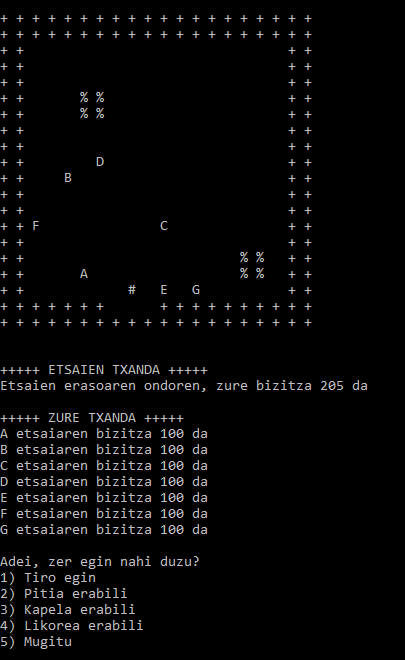 + + + + + + + + + + + + + + + + + + + +
+ + + + + + + + + + + + + + + + + + + +
+ +                                 + +
+ +                                 + +
+ +                                 + +
+ +       % %                       + +
+ +       % %                       + +
+ +                                 + +
+ +                                 + +
+ +         D                       + +
+ +     B                           + +
+ +                                 + +
+ +                                 + +
+ + F               C               + +
+ +                                 + +
+ +                           % %   + +
+ +       A                   % %   + +
+ +             #   E   G           + +
+ + + + + + +       + + + + + + + + + +
+ + + + + + + + + + + + + + + + + + + +
+++++ ETSAIEN TXANDA +++++
Etsaien erasoaren ondoren, zure bizitza 205 da
+++++ ZURE TXANDA +++++
A etsaiaren bizitza 100 da
B etsaiaren bizitza 100 da
C etsaiaren bizitza 100 da
D etsaiaren bizitza 100 da
E etsaiaren bizitza 100 da
F etsaiaren bizitza 100 da
G etsaiaren bizitza 100 da
Adei, zer egin nahi duzu?
1) Tiro egin
2) Pitia erabili
3) Kapela erabili
4) Likorea erabili
5) Mugitu